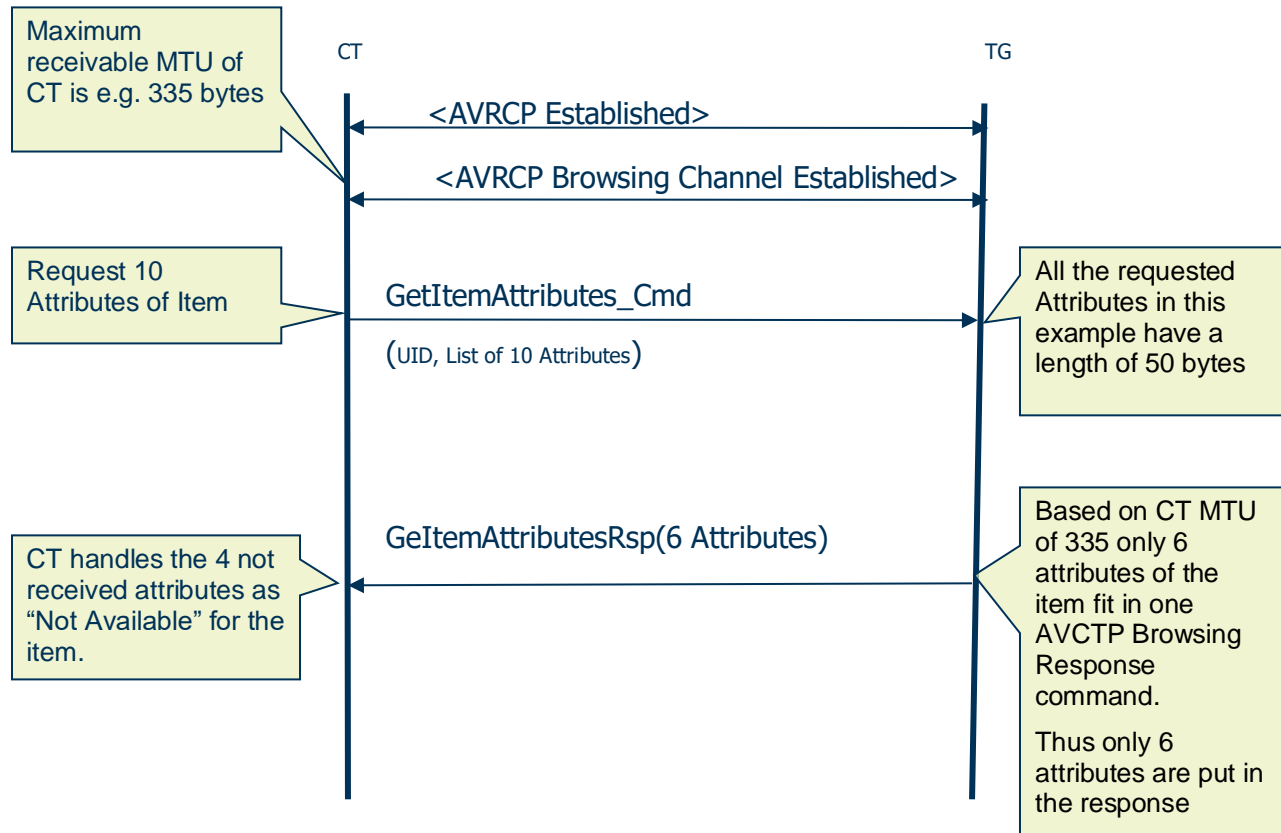 Maximum
receivable MTU of
CT is e.g. 335 bytes
CT
TG
<AVRCP Established>
<AVRCP Browsing Channel Established>
Request 10
Attributes of Item
GetItemAttributes_Cmd
(UID, List of 10 Attributes)
All the requested
Attributes in this
example have a
length of 50 bytes
GeItemAttributesRsp(6 Attributes)
CT handles the 4 not
received attributes as
“Not Available” for the
item.
Based on CT MTU
of 335 only 6
attributes of the
item fit in one
AVCTP Browsing
Response
command.
Thus only 6
attributes are put in
the response